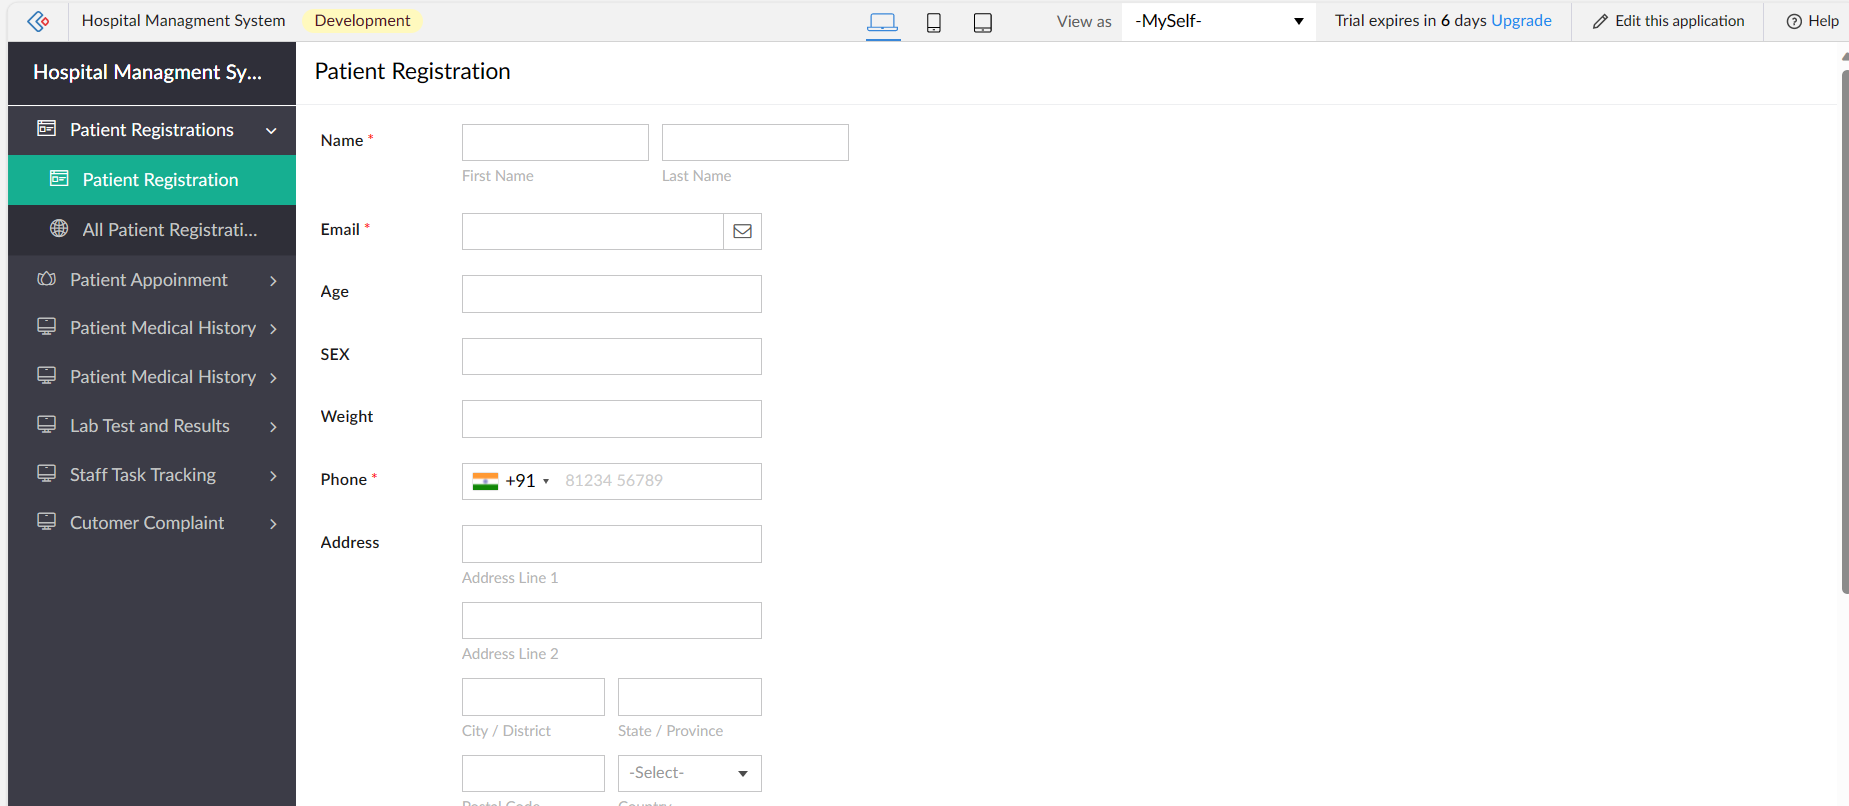 Hospital Managment System Development View as -MySelf- Trial expires in 6 days Upgrade Edit this application Help
Hospital Managment Sy...
Patient Registrations
Patient Registration
All Patient Registrati...
Patient Appoinment
Patient Medical History
Patient Medical History
Lab Test and Results
Staff Task Tracking
Cutomer Complaint
Patient Registration
Name *
First Name Last Name
Email *
Age
SEX
Weight
Phone * +91 81234 56789
Address
Address Line 1
Address Line 2
City / District State / Province
-Select-
Postal Code Country